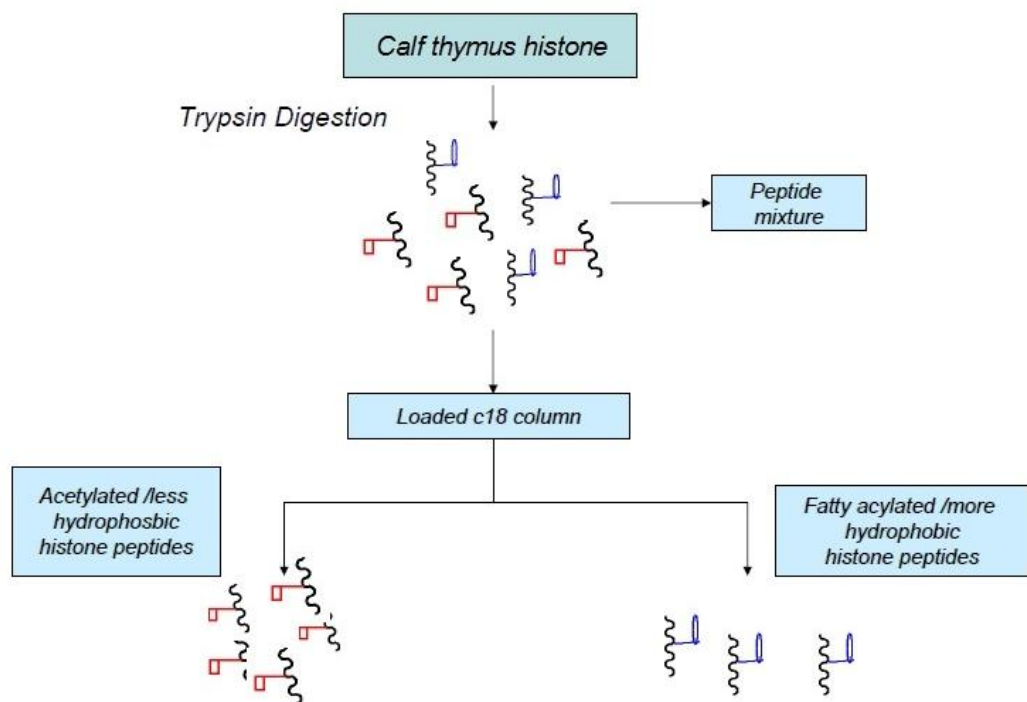 Calf thymus histone
Trypsin Digestion
Peptide
mixture
Loaded c18 column
Acetylated /less
hydrophosbic
histone peptides
Fatty acylated /more
hydrophobic
histone peptides